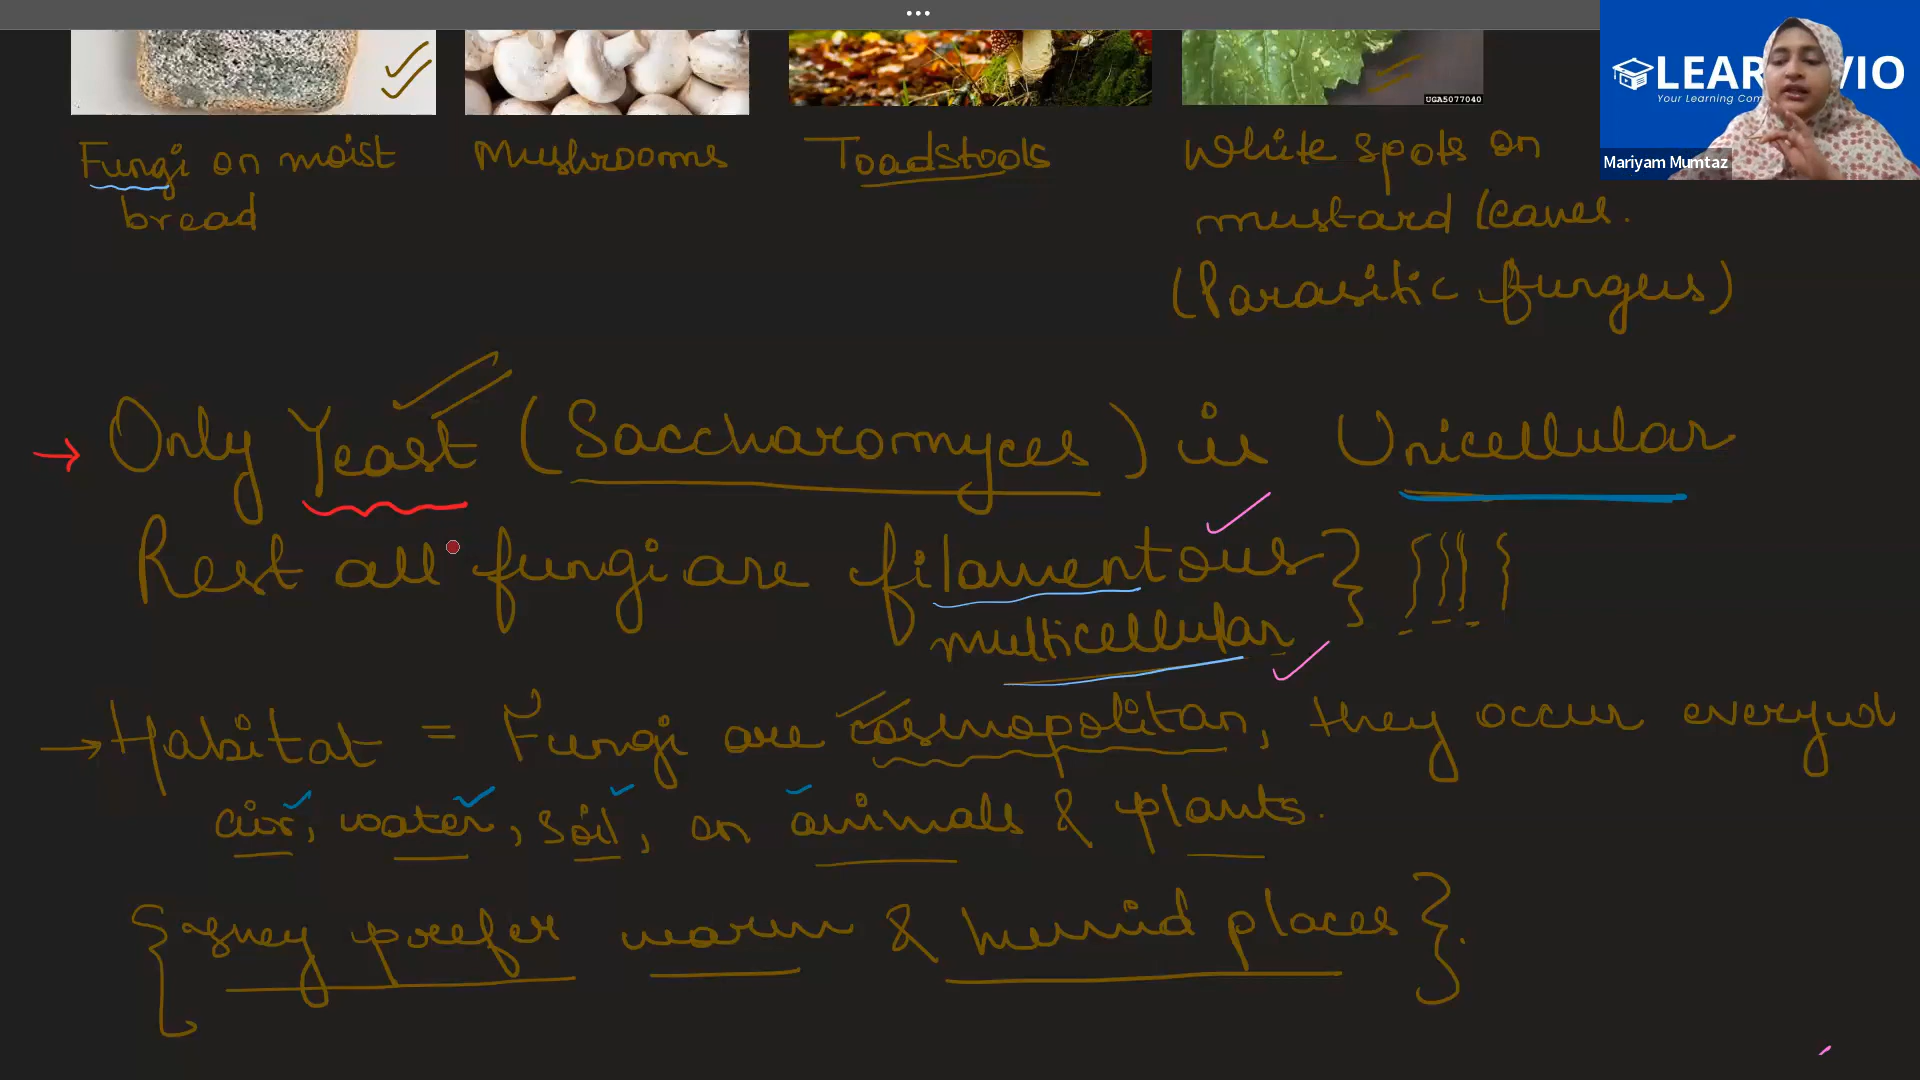 LEAR VIO
Your Learning Com
UGA5077040
Mariyam Mumtaz
Fungi on moist bread
Mushrooms
Toadstools
White spots on mustard leaves.
(Parasitic fungus)
→ Only Yeast (Saccharomyces) is Unicellular
Rest all fungi are filamentous }
multicellular
→ Habitat = Fungi are cosmopolitan, they occur everywh
air, water, soil, on animals & plants.
{ They prefer warm & humid places }.